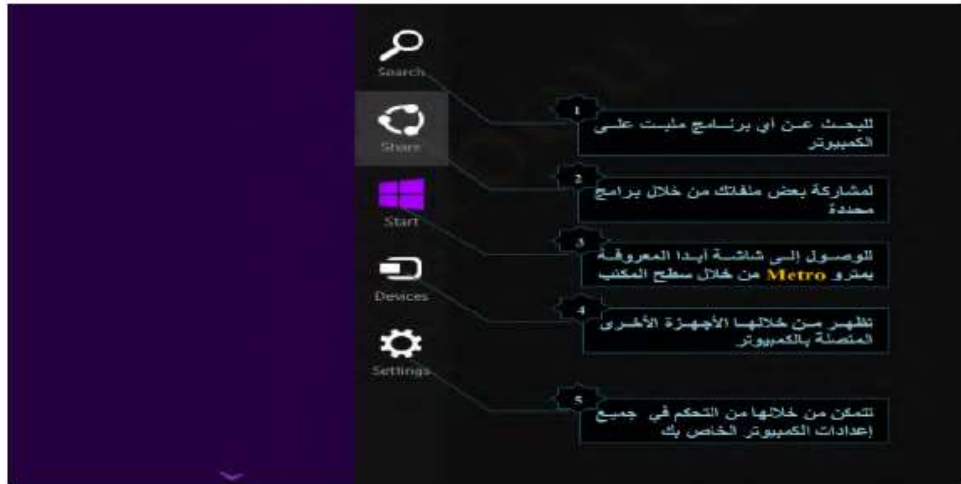 Search
1
للبحث عن أي برنامج مثبت على
الكمبيوتر
Share
2
لمشاركة بعض ملفاتك من خلال برامج
محددة
Start
3
للوصول إلى شاشة أبدا المعروفة
بمترو Metro من خلال سطح المكتب
Devices
4
تظهر من خلالها الأجهزة الأخرى
المتصلة بالكمبيوتر
Settings
5
تتمكن من خلالها من التحكم في جميع
إعدادات الكمبيوتر الخاص بك